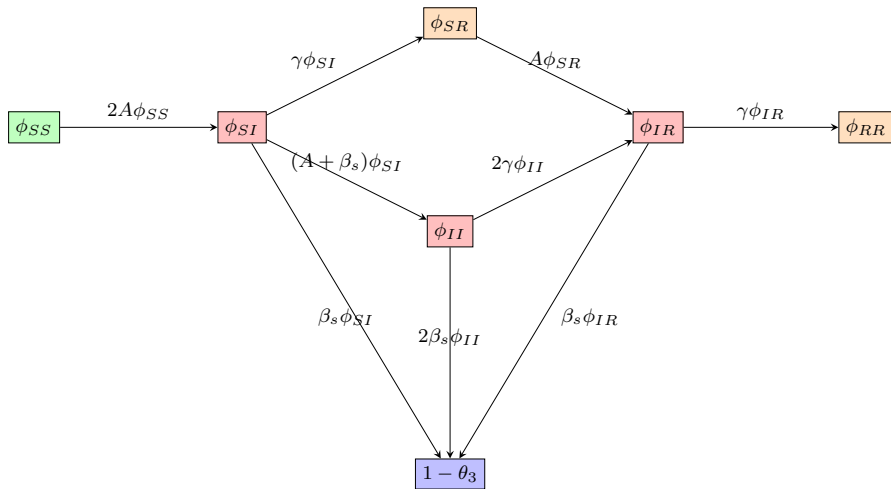 ϕ_SR
γϕ_SI
Aϕ_SR
2Aϕ_SS
γϕ_IR
ϕ_SS
ϕ_SI
ϕ_IR
ϕ_RR
(A + β_s)ϕ_SI
2γϕ_II
ϕ_II
β_sϕ_SI
2β_sϕ_II
β_sϕ_IR
1 − θ_3